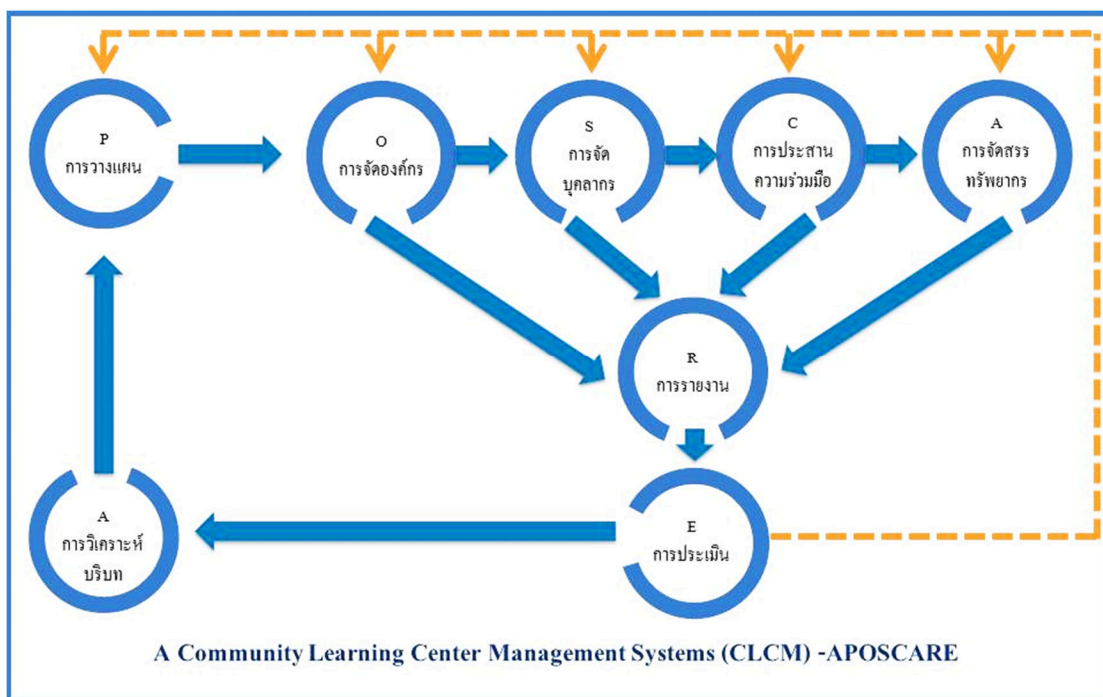 P
การวางแผน
O
การจัดองค์กร
S
การจัด
บุคลากร
C
การประสาน
ความร่วมมือ
A
การจัดสรร
ทรัพยากร
R
การรายงาน
A
การวิเคราะห์
บริบท
E
การประเมิน
A Community Learning Center Management Systems (CLCM) -APOSCARE